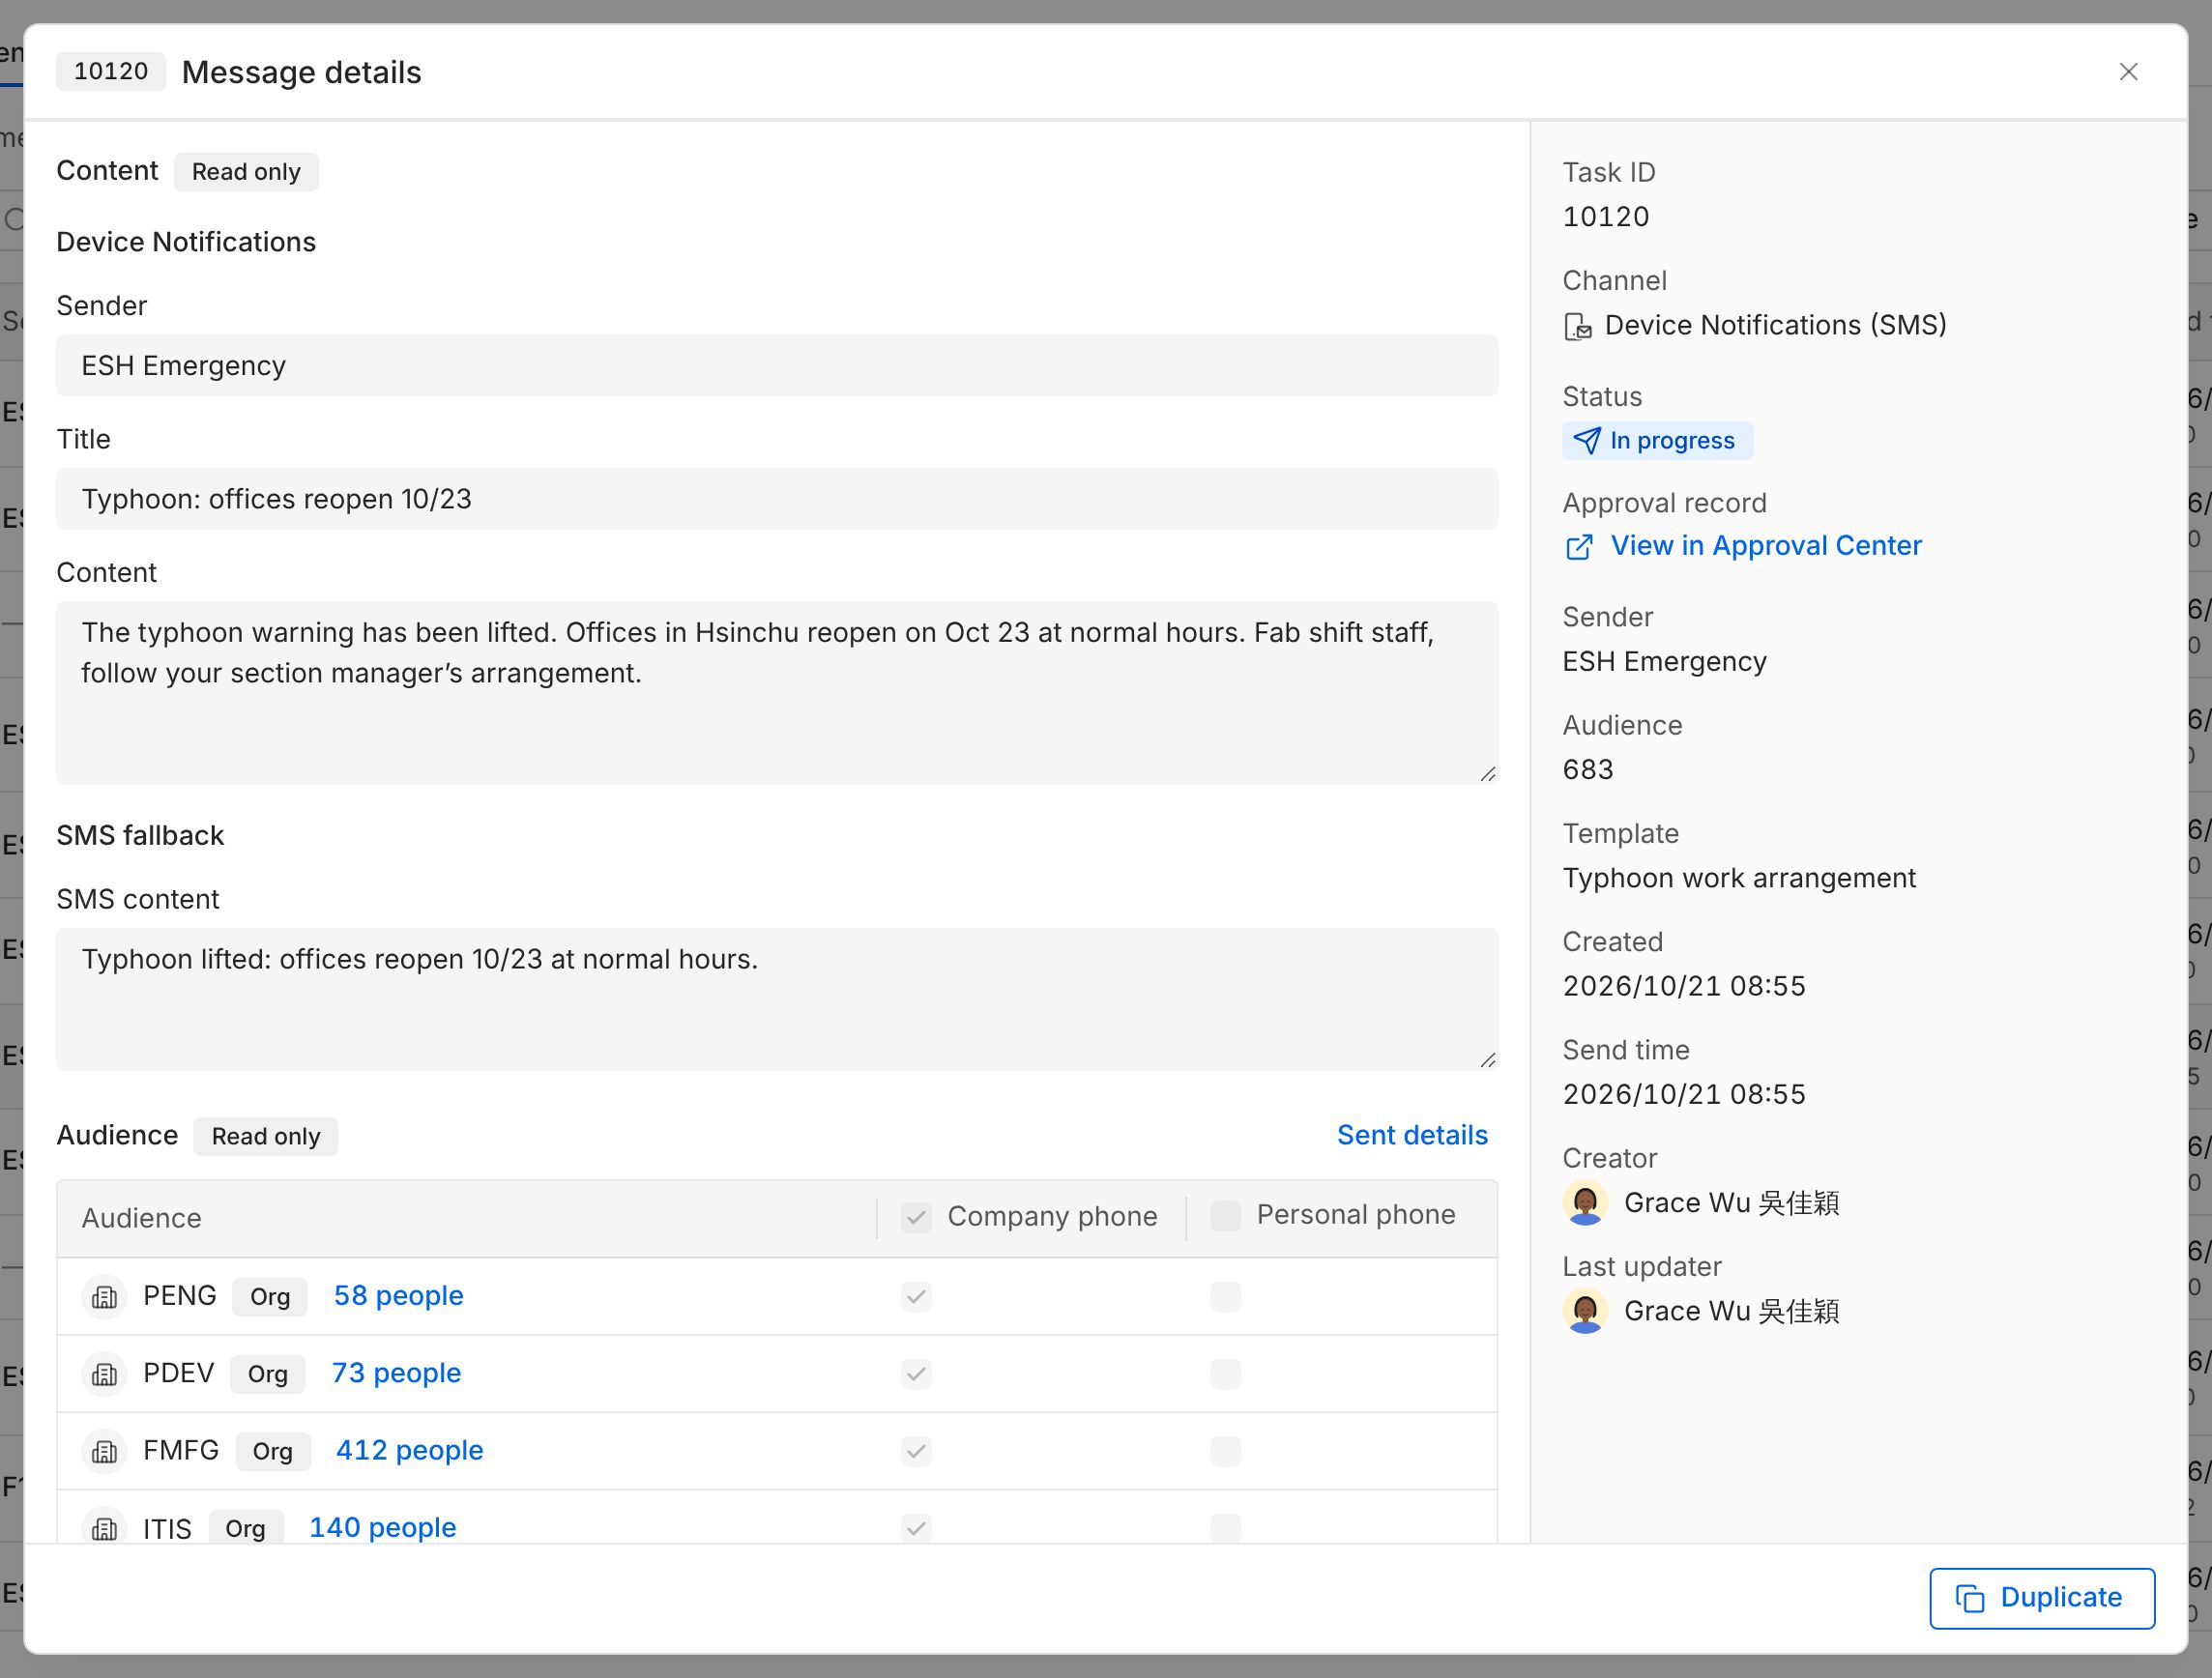 10120 Message details
Content Read only
Device Notifications
Sender
ESH Emergency
Title
Typhoon: offices reopen 10/23
Content
The typhoon warning has been lifted. Offices in Hsinchu reopen on Oct 23 at normal hours. Fab shift staff,
follow your section manager’s arrangement.
SMS fallback
SMS content
Typhoon lifted: offices reopen 10/23 at normal hours.
Audience Read only Sent details
Audience Company phone Personal phone
PENG Org 58 people
PDEV Org 73 people
FMFG Org 412 people
ITIS Org 140 people
Task ID
10120
Channel
Device Notifications (SMS)
Status
In progress
Approval record
View in Approval Center
Sender
ESH Emergency
Audience
683
Template
Typhoon work arrangement
Created
2026/10/21 08:55
Send time
2026/10/21 08:55
Creator
Grace Wu 吳佳穎
Last updater
Grace Wu 吳佳穎
Duplicate